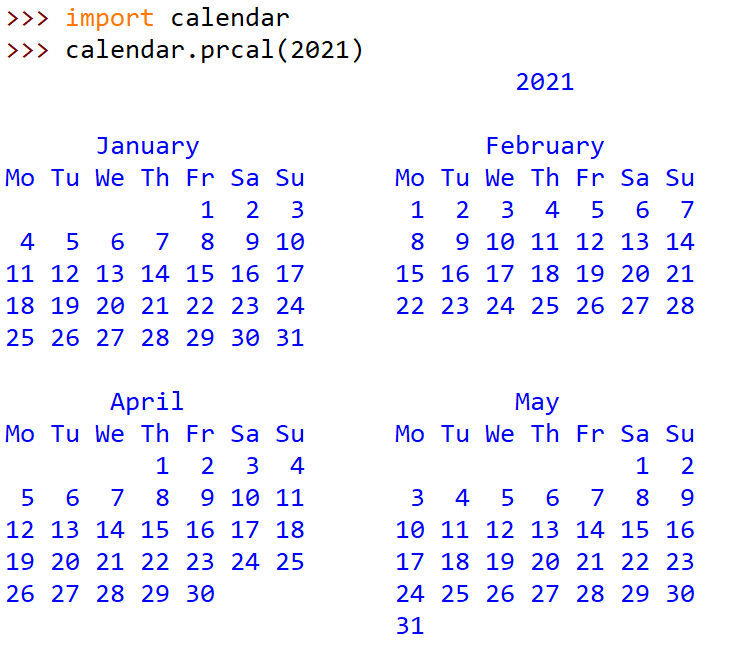 >>> import calendar
>>> calendar.prcal(2021)
                                  2021

      January                   February
Mo Tu We Th Fr Sa Su      Mo Tu We Th Fr Sa Su
             1  2  3       1  2  3  4  5  6  7
 4  5  6  7  8  9 10       8  9 10 11 12 13 14
11 12 13 14 15 16 17      15 16 17 18 19 20 21
18 19 20 21 22 23 24      22 23 24 25 26 27 28
25 26 27 28 29 30 31

       April                      May
Mo Tu We Th Fr Sa Su      Mo Tu We Th Fr Sa Su
          1  2  3  4                      1  2
 5  6  7  8  9 10 11       3  4  5  6  7  8  9
12 13 14 15 16 17 18      10 11 12 13 14 15 16
19 20 21 22 23 24 25      17 18 19 20 21 22 23
26 27 28 29 30            24 25 26 27 28 29 30
                          31